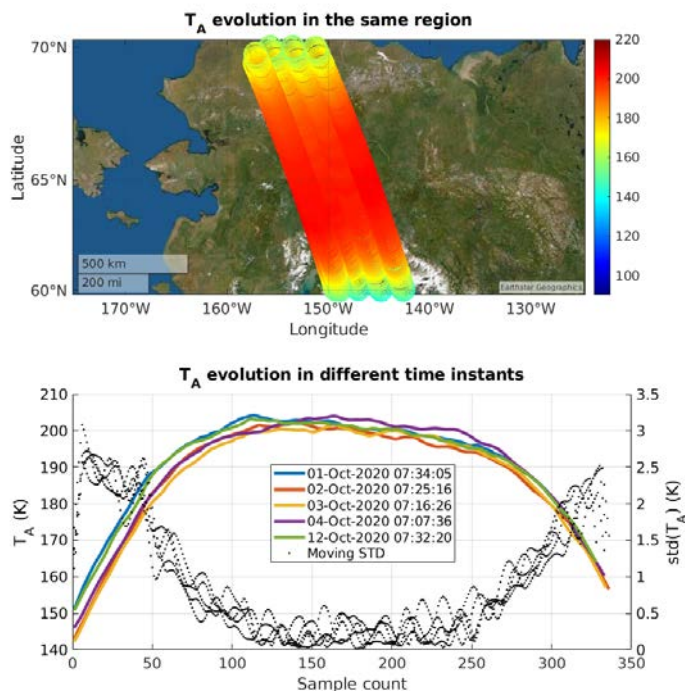 T_A evolution in the same region
70°N
65°N
60°N
Latitude
500 km
200 mi
Earthstar Geographics
170°W 160°W 150°W 140°W 130°W
Longitude
220
200
180
160
140
120
100
T_A evolution in different time instants
210
200
190
180
170
160
150
140
T_A (K)
01-Oct-2020 07:34:05
02-Oct-2020 07:25:16
03-Oct-2020 07:16:26
04-Oct-2020 07:07:36
12-Oct-2020 07:32:20
Moving STD
3.5
3
2.5
2
1.5
1
0.5
0
std(T_A) (K)
0 50 100 150 200 250 300 350
Sample count